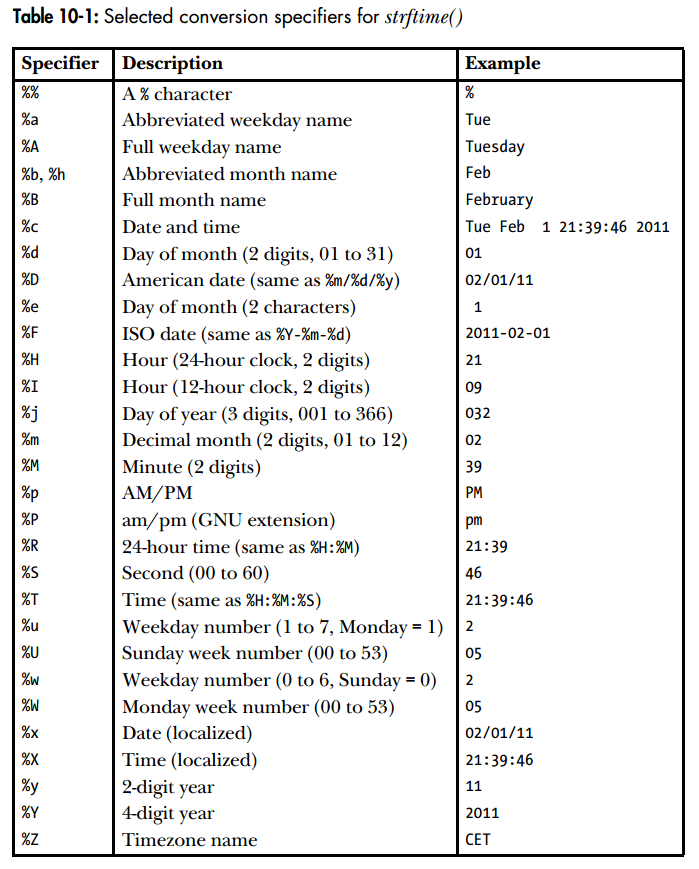 Table 10-1: Selected conversion specifiers for strftime()
Specifier Description Example
%% A % character %
%a Abbreviated weekday name Tue
%A Full weekday name Tuesday
%b, %h Abbreviated month name Feb
%B Full month name February
%c Date and time Tue Feb  1 21:39:46 2011
%d Day of month (2 digits, 01 to 31) 01
%D American date (same as %m/%d/%y) 02/01/11
%e Day of month (2 characters)  1
%F ISO date (same as %Y-%m-%d) 2011-02-01
%H Hour (24-hour clock, 2 digits) 21
%I Hour (12-hour clock, 2 digits) 09
%j Day of year (3 digits, 001 to 366) 032
%m Decimal month (2 digits, 01 to 12) 02
%M Minute (2 digits) 39
%p AM/PM PM
%P am/pm (GNU extension) pm
%R 24-hour time (same as %H:%M) 21:39
%S Second (00 to 60) 46
%T Time (same as %H:%M:%S) 21:39:46
%u Weekday number (1 to 7, Monday = 1) 2
%U Sunday week number (00 to 53) 05
%w Weekday number (0 to 6, Sunday = 0) 2
%W Monday week number (00 to 53) 05
%x Date (localized) 02/01/11
%X Time (localized) 21:39:46
%y 2-digit year 11
%Y 4-digit year 2011
%Z Timezone name CET